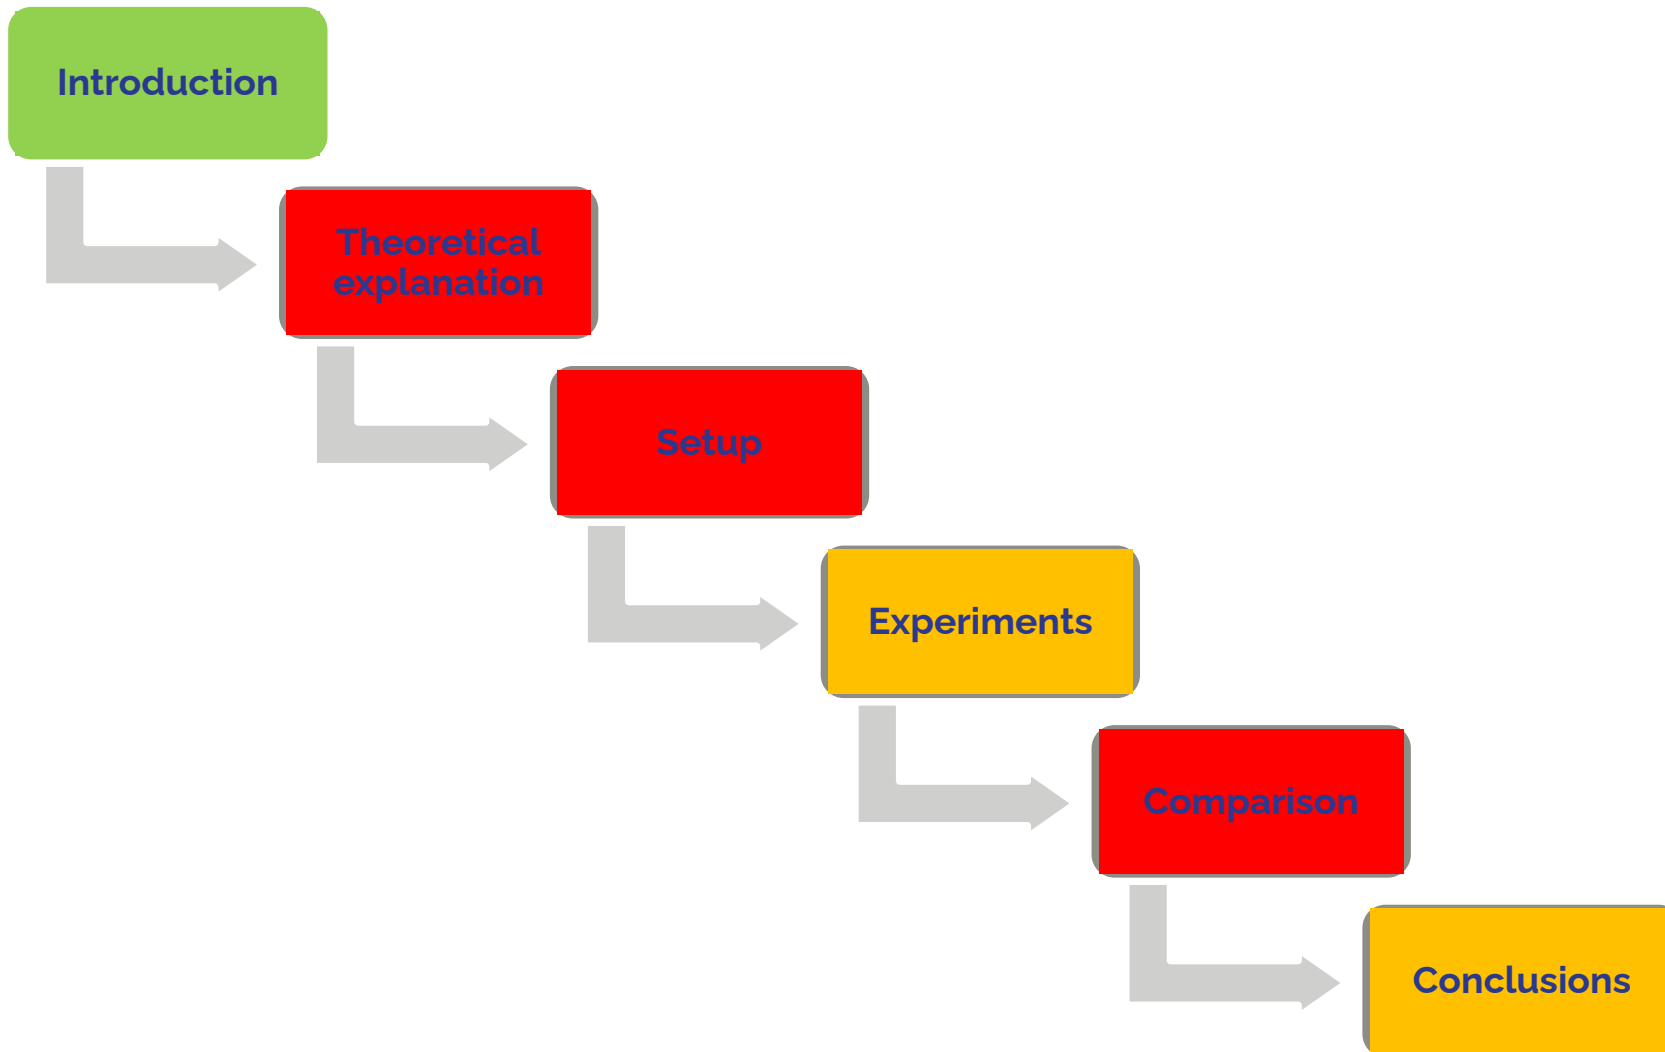 Introduction
Theoretical
explanation
Setup
Experiments
Comparison
Conclusions